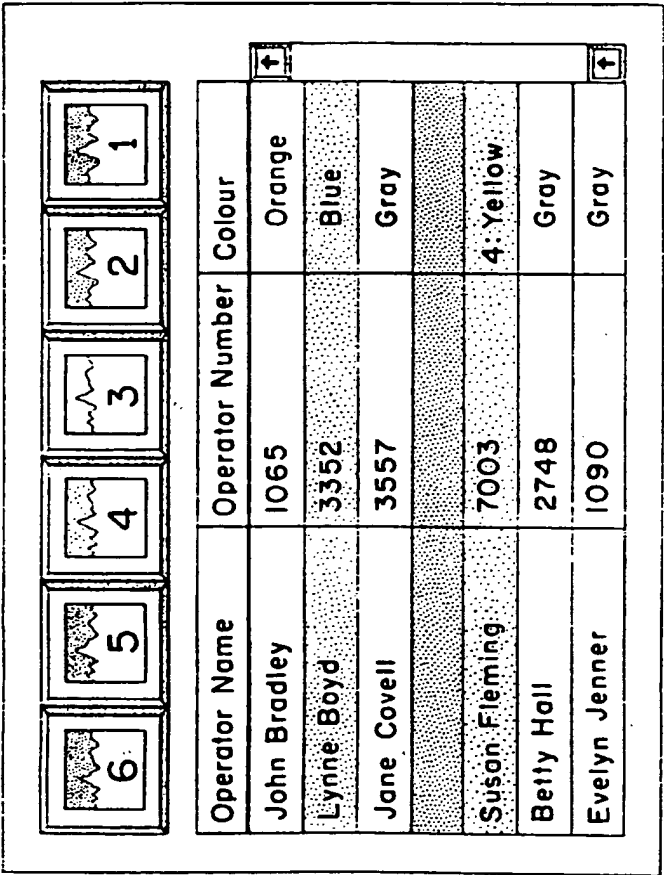 6 5 4 3 2 1
Operator Name Operator Number Colour
John Bradley 1065 Orange
Lynne Boyd 3352 Blue
Jane Covell 3557 Gray
Susan Fleming 7003 4: Yellow
Betty Hall 2748 Gray
Evelyn Jenner 1090 Gray